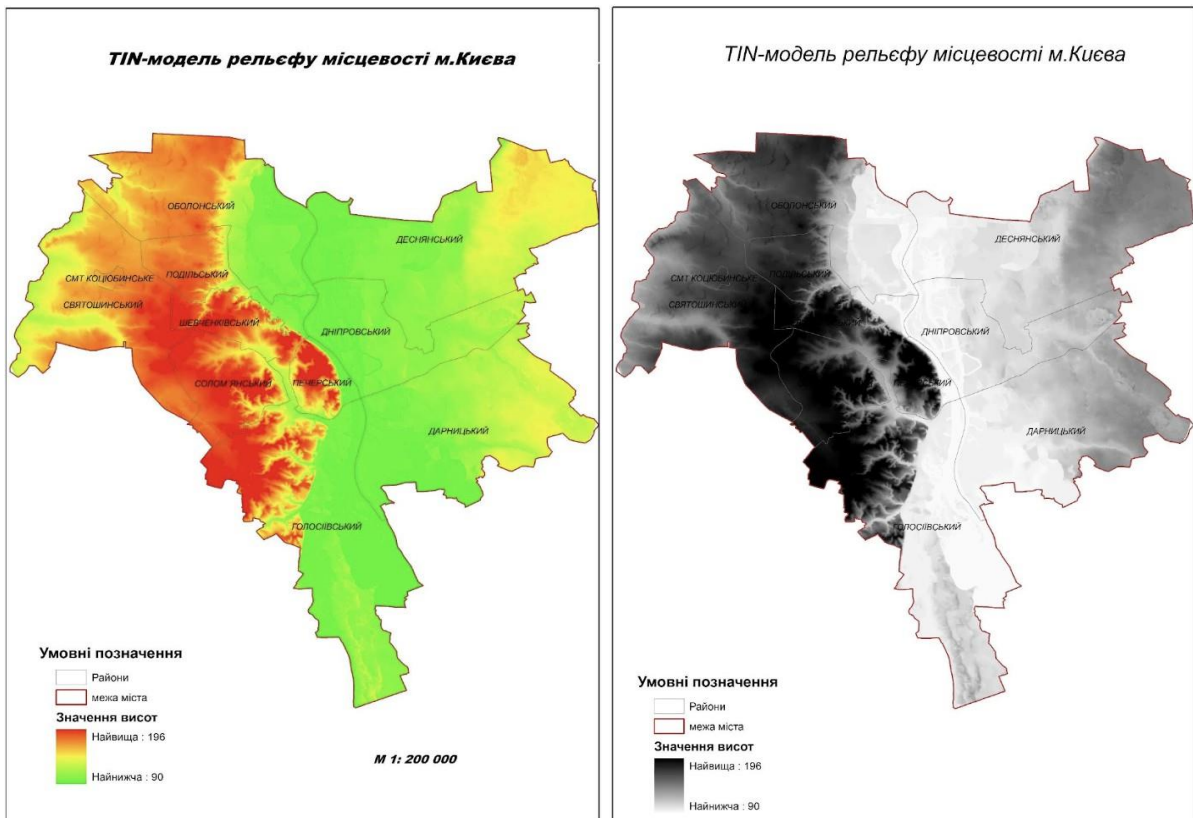 TIN-модель рельєфу місцевості м.Києва
ОБОЛОНСЬКИЙ
ДЕСНЯНСЬКИЙ
СМТ КОЦЮБИНСЬКЕ
ПОДІЛЬСЬКИЙ
СВЯТОШИНСЬКИЙ
ШЕВЧЕНКІВСЬКИЙ
ДНІПРОВСЬКИЙ
СОЛОМ ЯНСЬКИЙ
ПЕЧЕРСЬКИЙ
ДАРНИЦЬКИЙ
ГОЛОСІЇВСЬКИЙ
Умовні позначення
Райони
межа міста
Значення висот
Найвища : 196
Найнижча : 90
М 1: 200 000
TIN-модель рельєфу місцевості м.Києва
ОБОЛОНСЬКИЙ
ДЕСНЯНСЬКИЙ
СМТ КОЦЮБИНСЬКЕ
ПОДІЛЬСЬКИЙ
СВЯТОШИНСЬКИЙ
ДНІПРОВСЬКИЙ
ДАРНИЦЬКИЙ
ГОЛОСІЇВСЬКИЙ
Умовні позначення
Райони
межа міста
Значення висот
Найвища : 196
Найнижча : 90